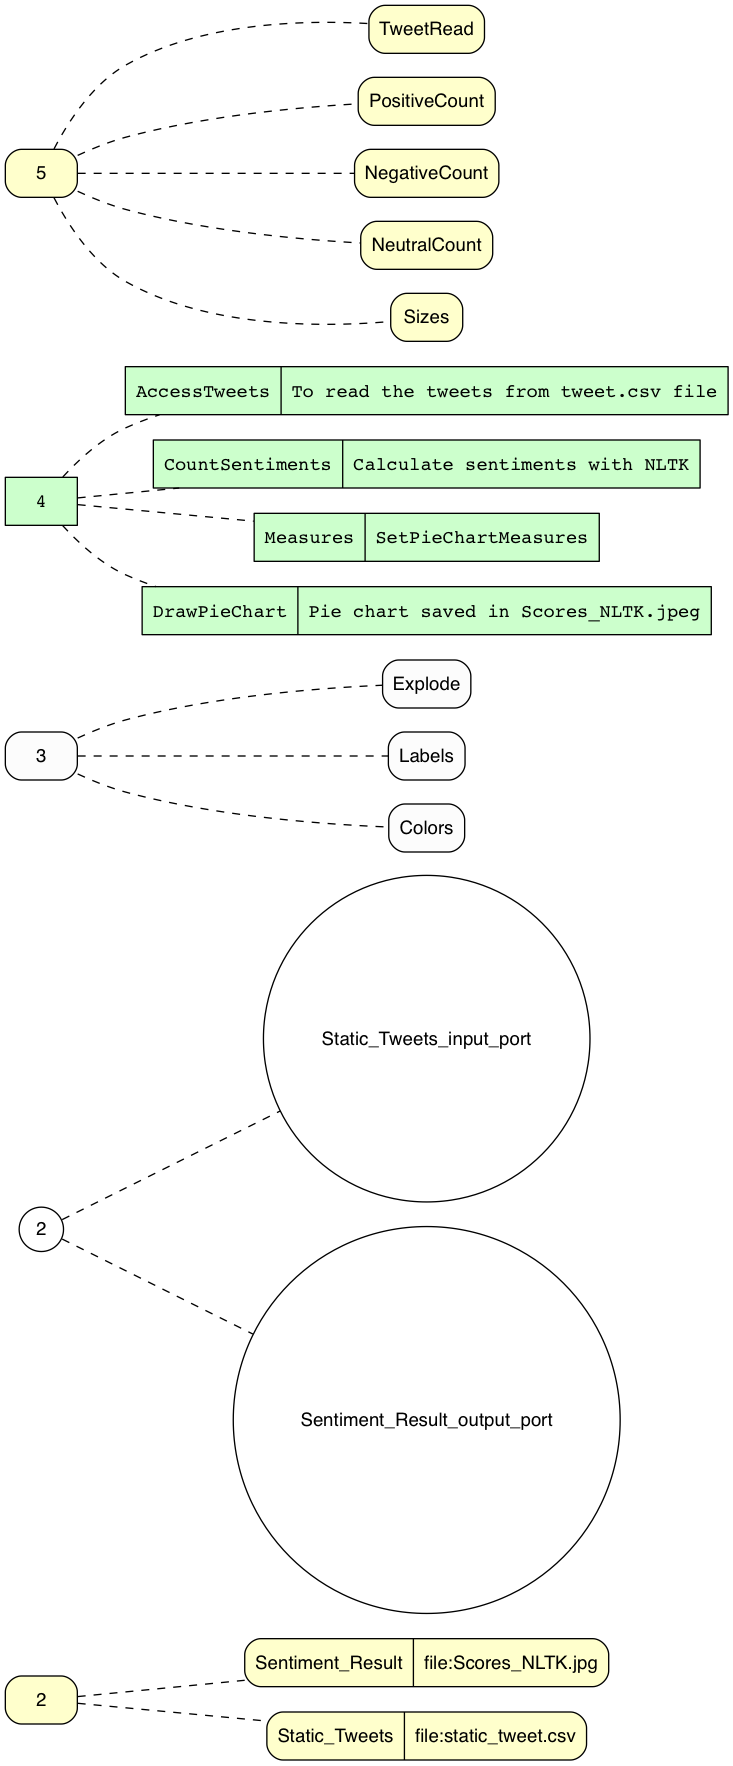 TweetRead
PositiveCount
5
NegativeCount
NeutralCount
Sizes
AccessTweets To read the tweets from tweet.csv file
CountSentiments Calculate sentiments with NLTK
4
Measures SetPieChartMeasures
DrawPieChart Pie chart saved in Scores_NLTK.jpeg
Explode
3
Labels
Colors
Static_Tweets_input_port
2
Sentiment_Result_output_port
Sentiment_Result file:Scores_NLTK.jpg
2
Static_Tweets file:static_tweet.csv